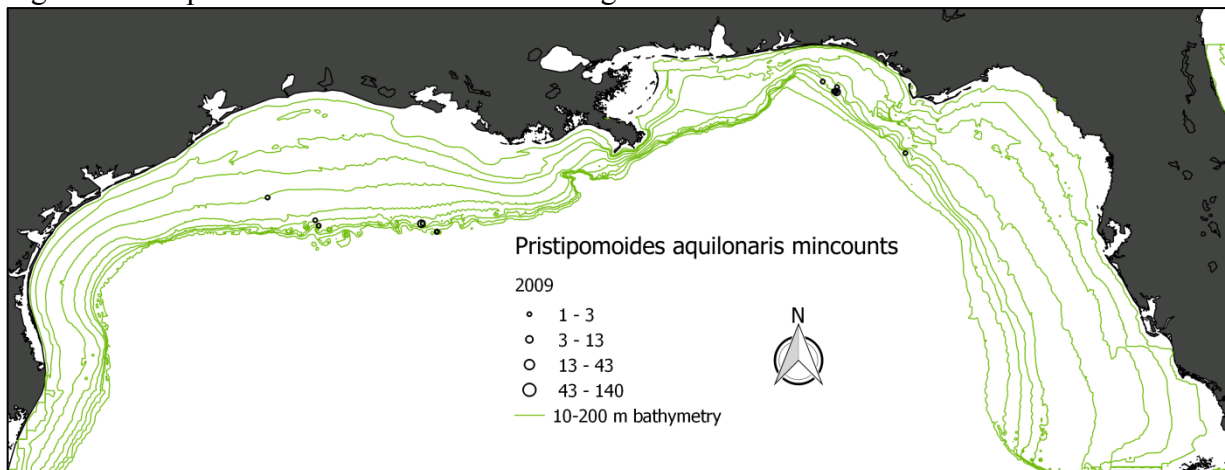 Pristipomoides aquilonaris mincounts
2009
1 - 3
3 - 13
13 - 43
43 - 140
10-200 m bathymetry
N